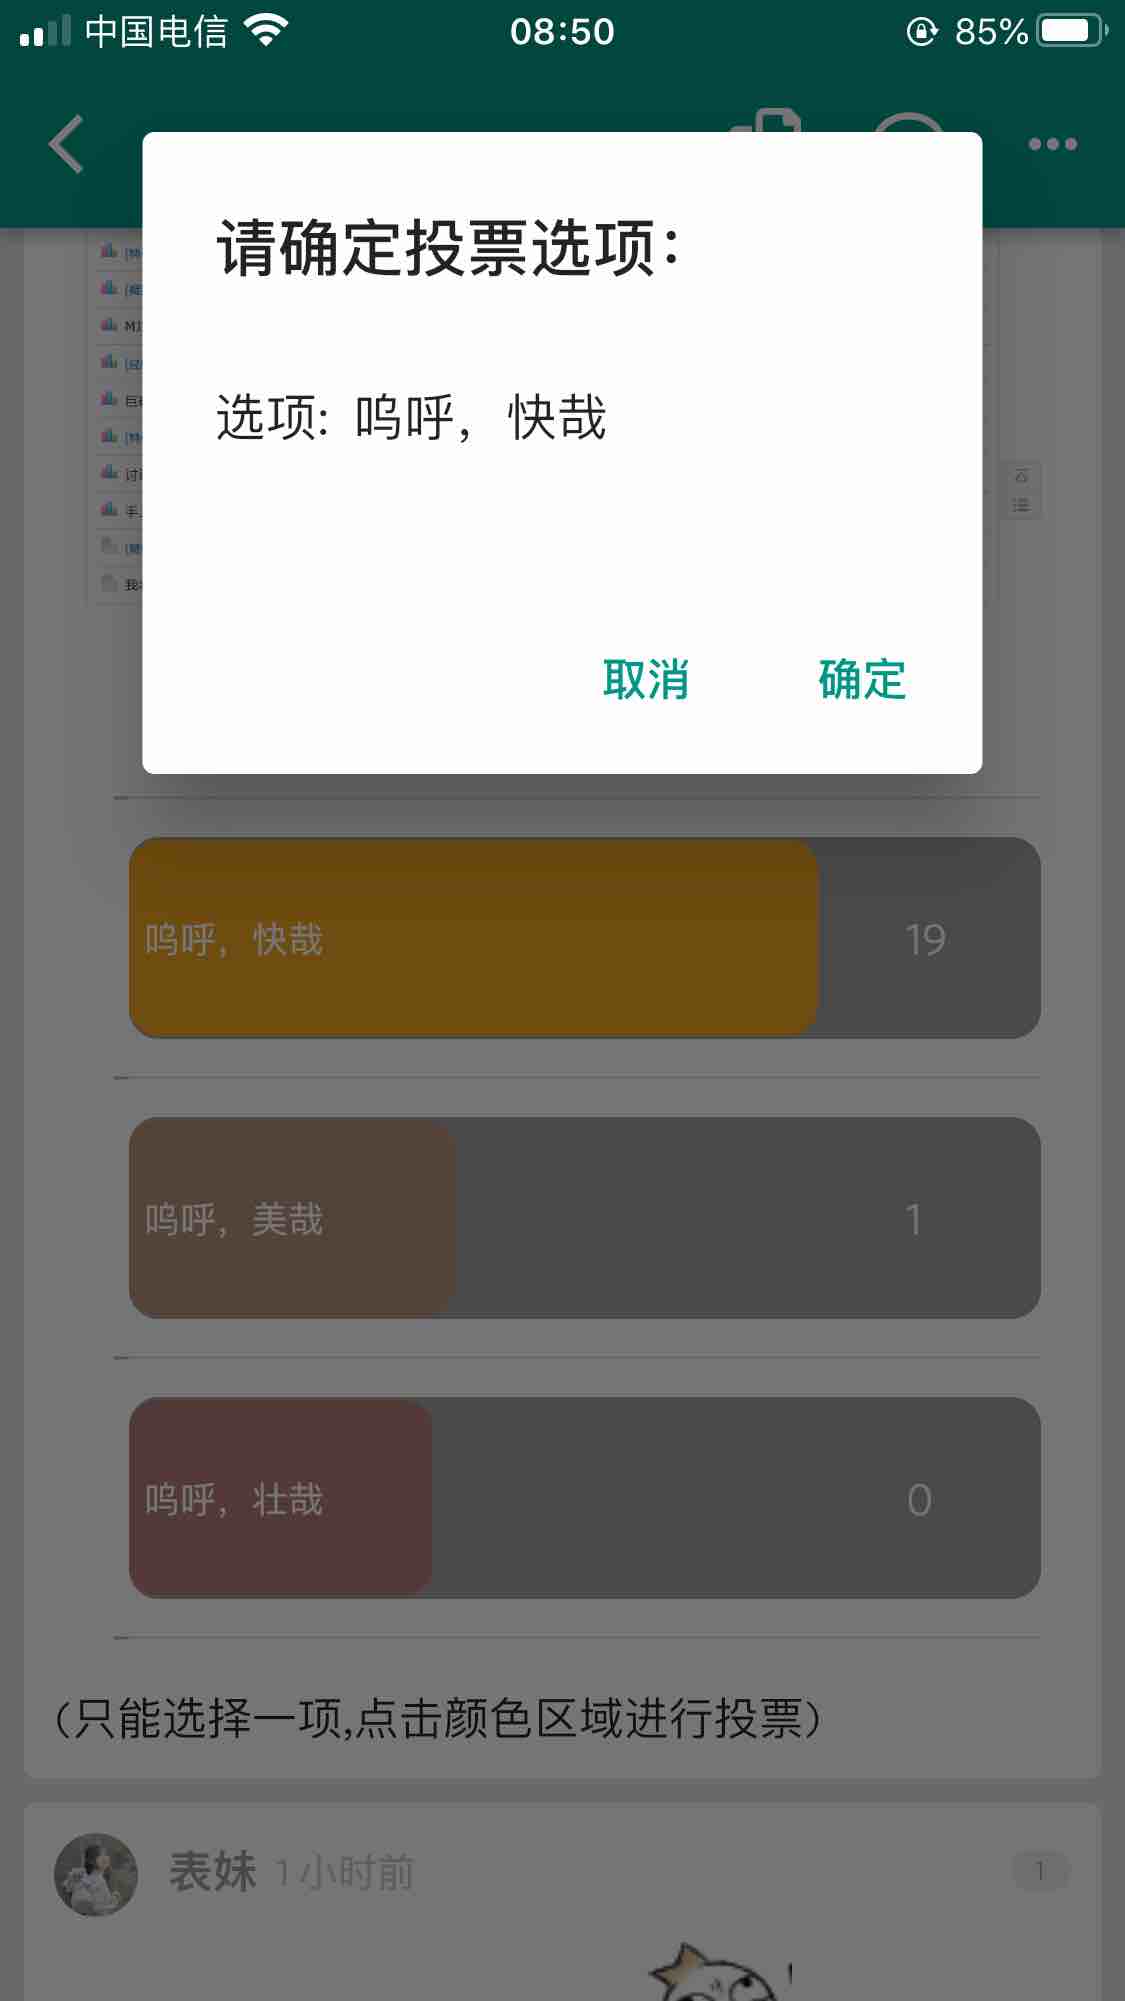 中国电信 08:50 85%
请确定投票选项：
选项: 呜呼，快哉
取消 确定
呜呼，快哉 19
呜呼，美哉 1
呜呼，壮哉 0
（只能选择一项,点击颜色区域进行投票）
表妹 1 小时前 1